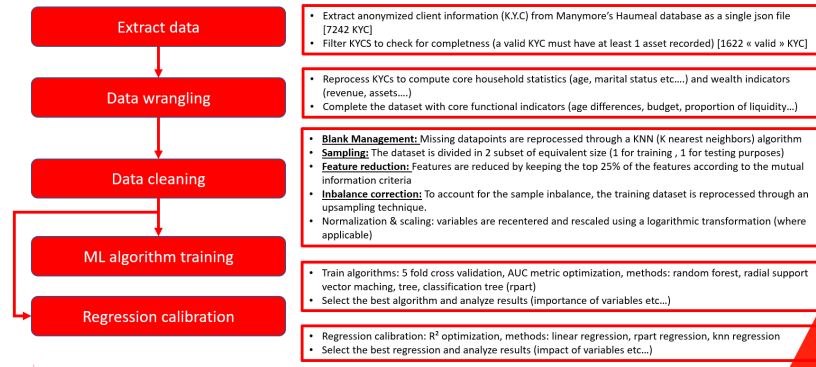 Extract data
• Extract anonymized client information (K.Y.C) from Manymore's Haumeal database as a single json file
[7242 KYC]
• Filter KYCS to check for completness (a valid KYC must have at least 1 asset recorded) [1622 « valid » KYC]
Data wrangling
• Reprocess KYCs to compute core household statistics (age, marital status etc….) and wealth indicators
(revenue, assets….)
• Complete the dataset with core functional indicators (age differences, budget, proportion of liquidity…)
Data cleaning
• Blank Management: Missing datapoints are reprocessed through a KNN (K nearest neighbors) algorithm
• Sampling: The dataset is divided in 2 subset of equivalent size (1 for training , 1 for testing purposes)
• Feature reduction: Features are reduced by keeping the top 25% of the features according to the mutual
information criteria
• Inbalance correction: To account for the sample inbalance, the training dataset is reprocessed through an
upsampling technique.
• Normalization & scaling: variables are recentered and rescaled using a logarithmic transformation (where
applicable)
ML algorithm training
• Train algorithms: 5 fold cross validation, AUC metric optimization, methods: random forest, radial support
vector maching, tree, classification tree (rpart)
• Select the best algorithm and analyze results (importance of variables etc…)
Regression calibration
• Regression calibration: R² optimization, methods: linear regression, rpart regression, knn regression
• Select the best regression and analyze results (impact of variables etc…)